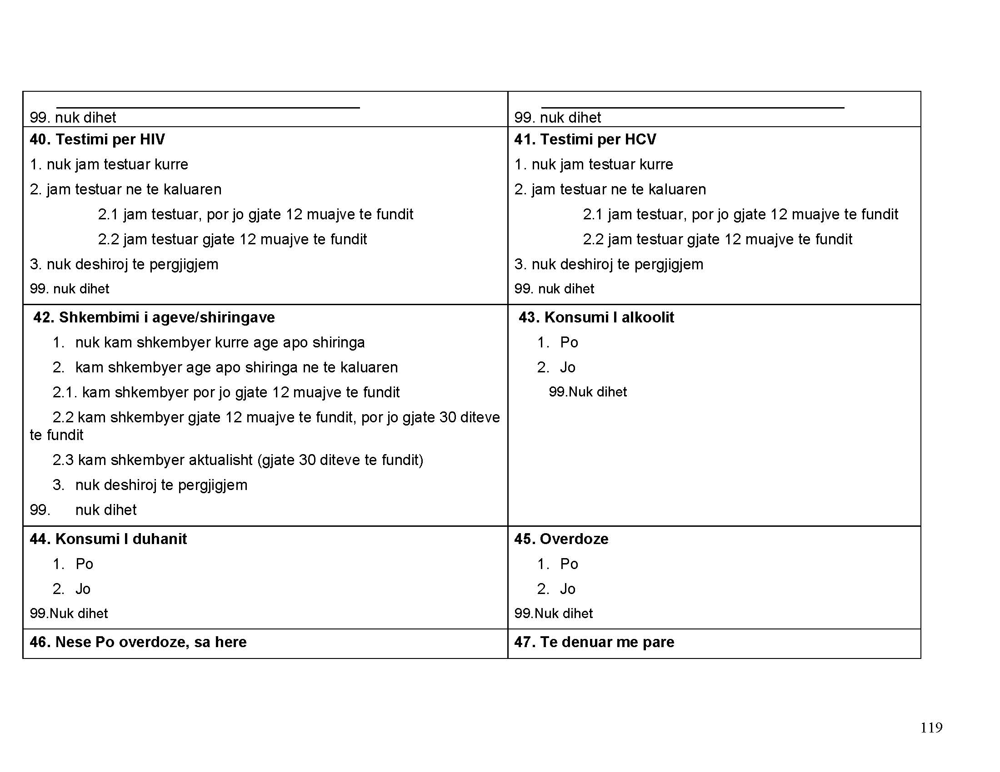 99. nuk dihet
99. nuk dihet
40. Testimi per HIV
1. nuk jam testuar kurre
2. jam testuar ne te kaluaren
2.1 jam testuar, por jo gjate 12 muajve te fundit
2.2 jam testuar gjate 12 muajve te fundit
3. nuk deshiroj te pergjigjem
99. nuk dihet
41. Testimi per HCV
1. nuk jam testuar kurre
2. jam testuar ne te kaluaren
2.1 jam testuar, por jo gjate 12 muajve te fundit
2.2 jam testuar gjate 12 muajve te fundit
3. nuk deshiroj te pergjigjem
99. nuk dihet
42. Shkembimi i ageve/shiringave
1. nuk kam shkembyer kurre age apo shiringa
2. kam shkembyer age apo shiringa ne te kaluaren
2.1. kam shkembyer por jo gjate 12 muajve te fundit
2.2 kam shkembyer gjate 12 muajve te fundit, por jo gjate 30 diteve
te fundit
2.3 kam shkembyer aktualisht (gjate 30 diteve te fundit)
3. nuk deshiroj te pergjigjem
99. nuk dihet
43. Konsumi I alkoolit
1. Po
2. Jo
99.Nuk dihet
44. Konsumi I duhanit
1. Po
2. Jo
99.Nuk dihet
45. Overdoze
1. Po
2. Jo
99.Nuk dihet
46. Nese Po overdoze, sa here
47. Te denuar me pare
119